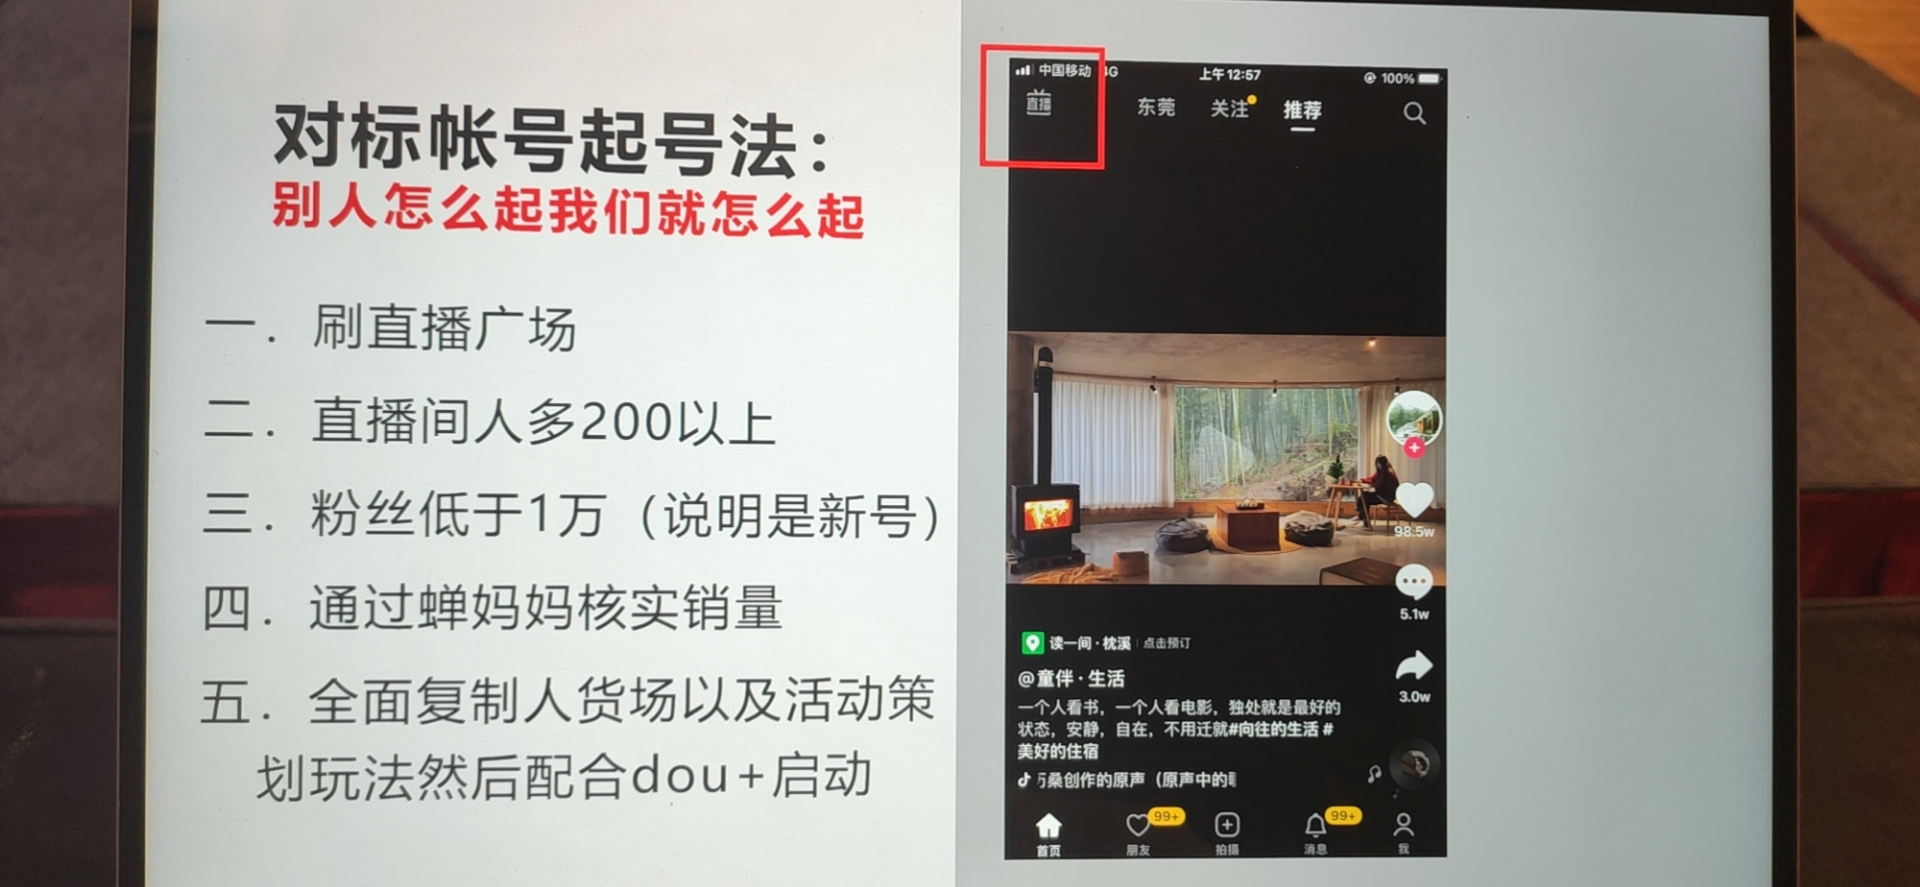 对标帐号起号法：
别人怎么起我们就怎么起
一．刷直播广场
二．直播间人多200以上
三．粉丝低于1万（说明是新号）
四．通过蝉妈妈核实销量
五．全面复制人货场以及活动策
划玩法然后配合dou+启动
中国移动 4G 上午12:57 100%
直播 东莞 关注 推荐
98.5w
5.1w
读一间·枕溪 | 点击预订
@童伴·生活
3.0w
一个人看书，一个人看电影，独处就是最好的
状态，安静，自在，不用迁就#向往的生活 #
美好的住宿
万桑创作的原声（原声中的
99+ 99+
首页 朋友 拍摄 消息 我